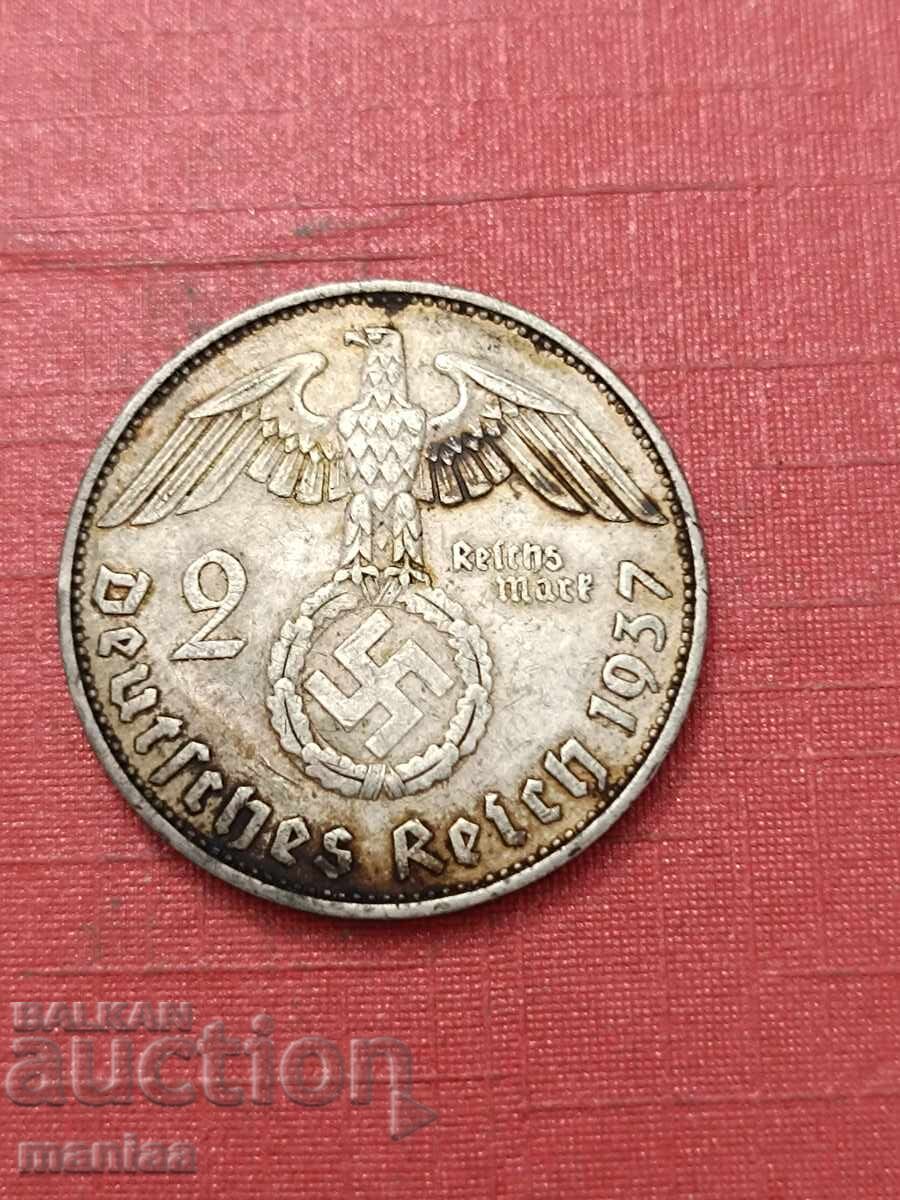 2
Reichs
mark
Deutsches Reich 1937
BALKAN
auction
maniaa